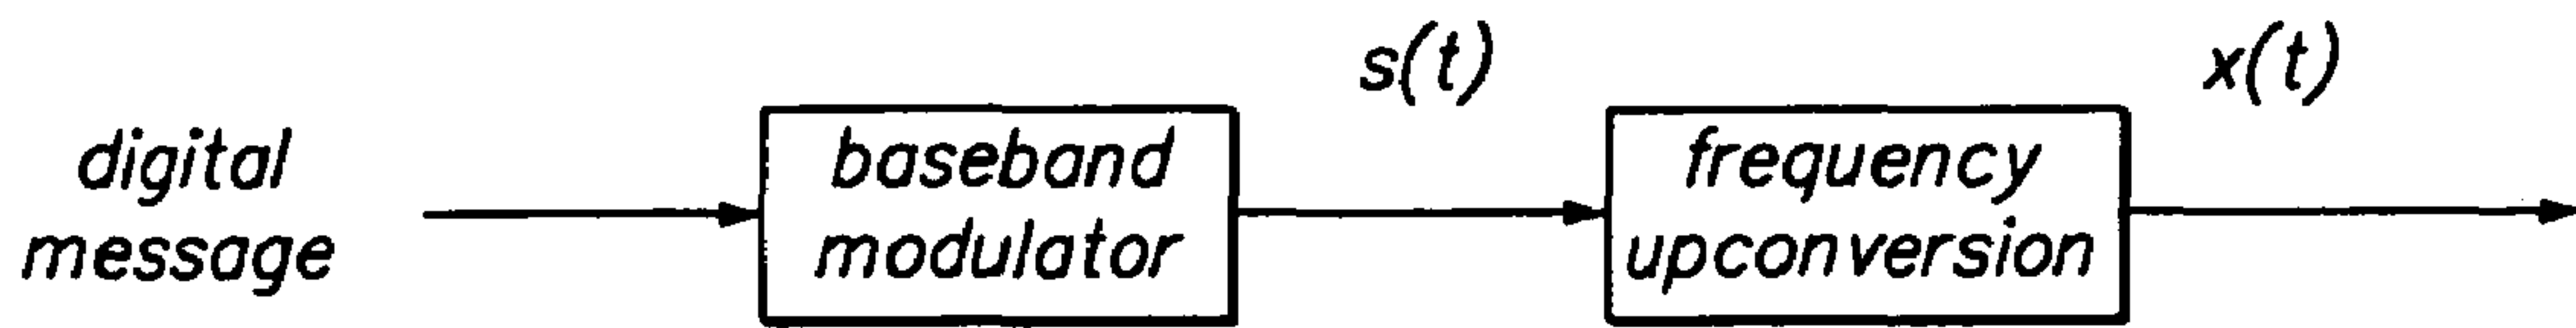 s(t)
x(t)
digital
message
baseband
modulator
frequency
upconversion